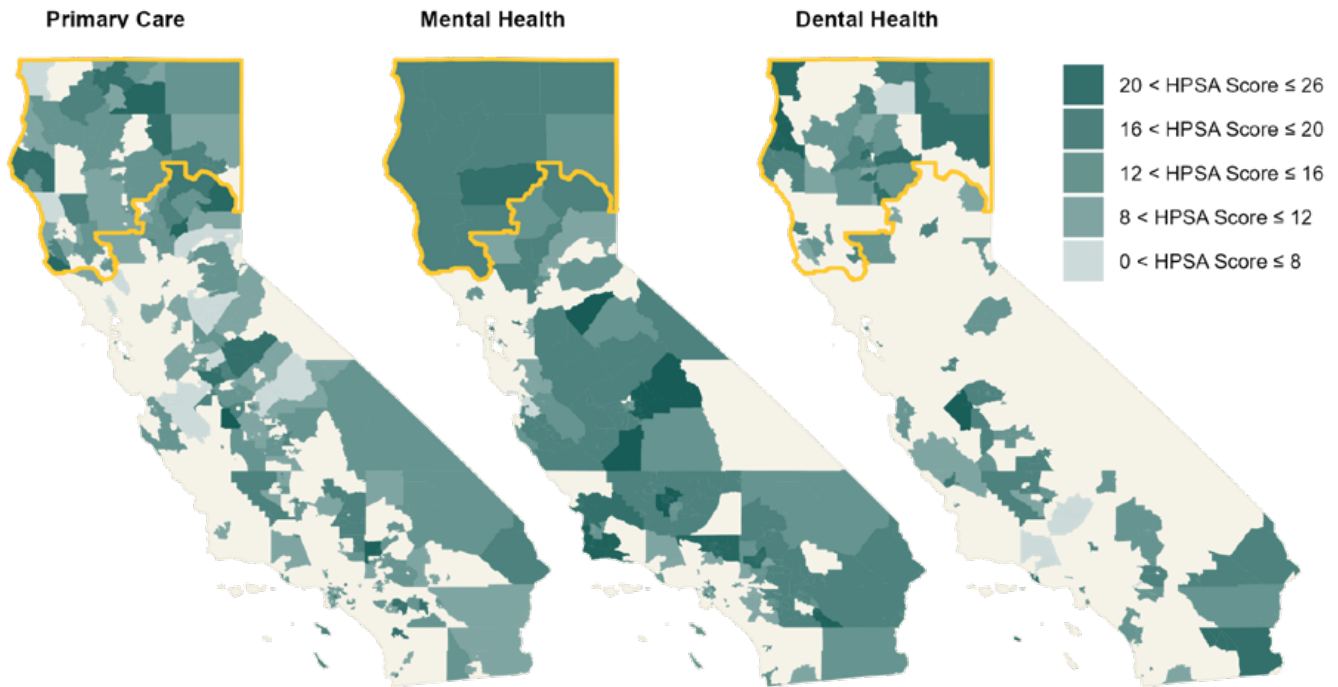 Primary Care
Mental Health
Dental Health
20 < HPSA Score ≤ 26
16 < HPSA Score ≤ 20
12 < HPSA Score ≤ 16
8 < HPSA Score ≤ 12
0 < HPSA Score ≤ 8